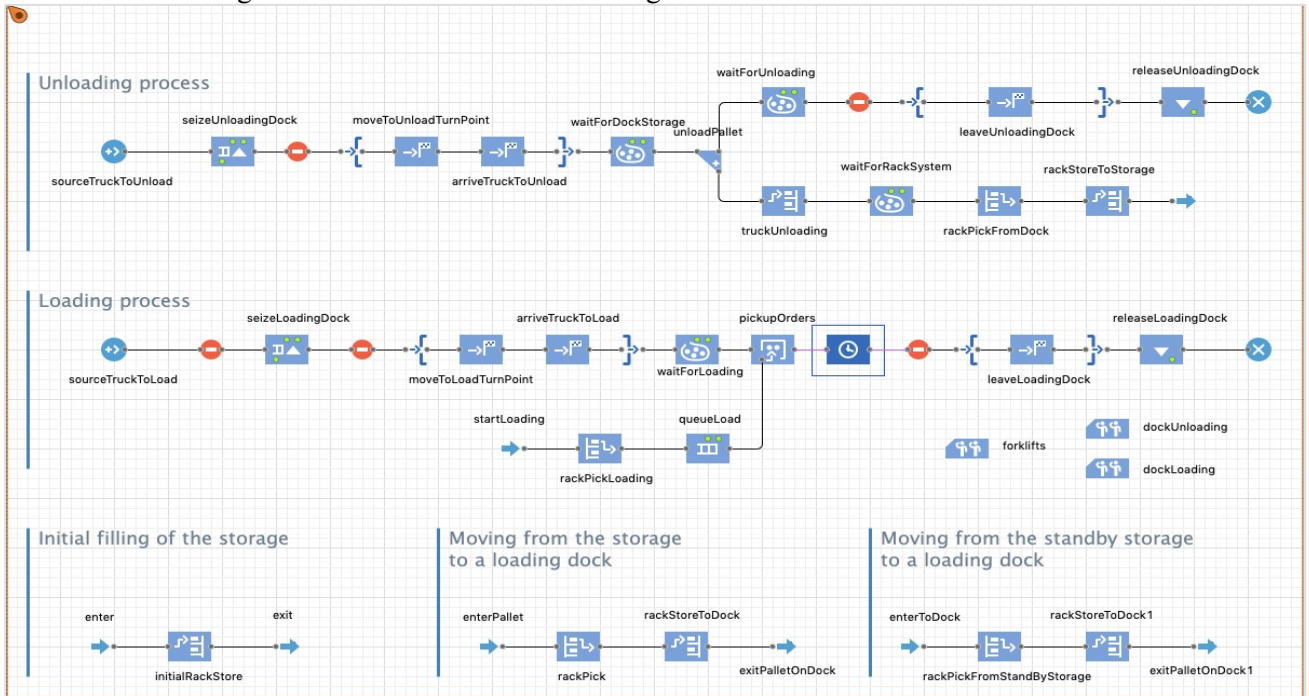 Unloading process
waitForUnloading
releaseUnloadingDock
seizeUnloadingDock
moveToUnloadTurnPoint
waitForDockStorage
unloadPallet
leaveUnloadingDock
sourceTruckToUnload
arriveTruckToUnload
waitForRackSystem
rackStoreToStorage
truckUnloading
rackPickFromDock
Loading process
seizeLoadingDock
arriveTruckToLoad
pickupOrders
releaseLoadingDock
sourceTruckToLoad
moveToLoadTurnPoint
waitForLoading
leaveLoadingDock
startLoading
queueLoad
rackPickLoading
forklifts
dockUnloading
dockLoading
Initial filling of the storage
enter
exit
initialRackStore
Moving from the storage
to a loading dock
enterPallet
rackStoreToDock
rackPick
exitPalletOnDock
Moving from the standby storage
to a loading dock
enterToDock
rackStoreToDock1
rackPickFromStandByStorage
exitPalletOnDock1